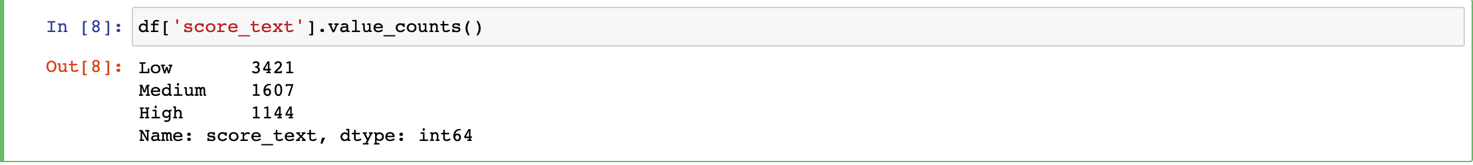 In [8]: df['score_text'].value_counts()
Out[8]: Low       3421
Medium    1607
High      1144
Name: score_text, dtype: int64